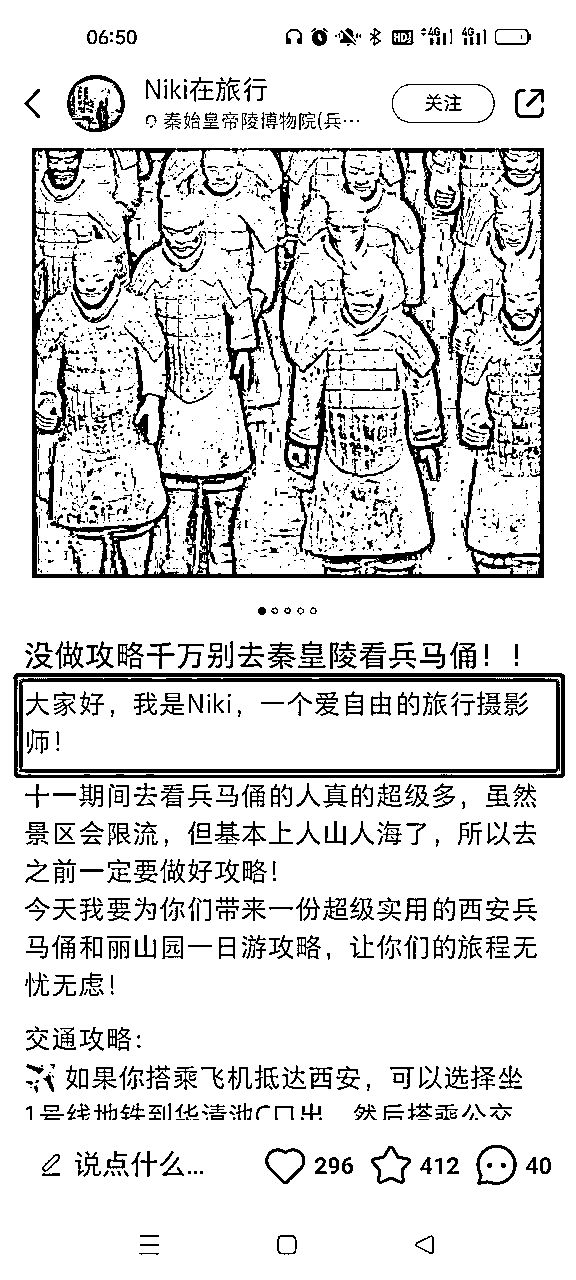 06:50
HD 4G 4G
Niki在旅行
秦始皇帝陵博物院(兵…
关注
没做攻略千万别去秦皇陵看兵马俑！！
大家好，我是Niki，一个爱自由的旅行摄影
师！
十一期间去看兵马俑的人真的超级多，虽然
景区会限流，但基本上人山人海了，所以去
之前一定要做好攻略！
今天我要为你们带来一份超级实用的西安兵
马俑和丽山园一日游攻略，让你们的旅程无
忧无虑！
交通攻略：
如果你搭乘飞机抵达西安，可以选择坐
1号线地铁到华清池C口出，然后搭乘公交
说点什么...
296
412
40